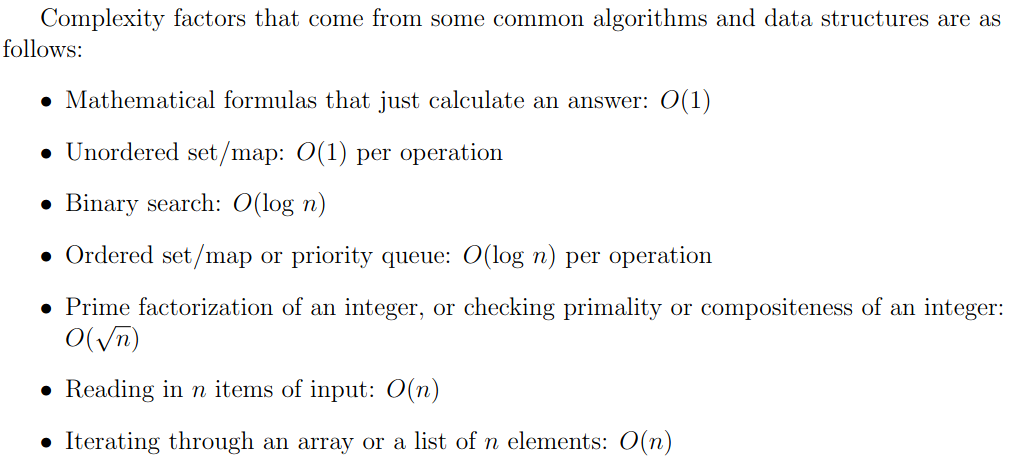 Complexity factors that come from some common algorithms and data structures are as
follows:
• Mathematical formulas that just calculate an answer: O(1)
• Unordered set/map: O(1) per operation
• Binary search: O(log n)
• Ordered set/map or priority queue: O(log n) per operation
• Prime factorization of an integer, or checking primality or compositeness of an integer:
O(√n)
• Reading in n items of input: O(n)
• Iterating through an array or a list of n elements: O(n)